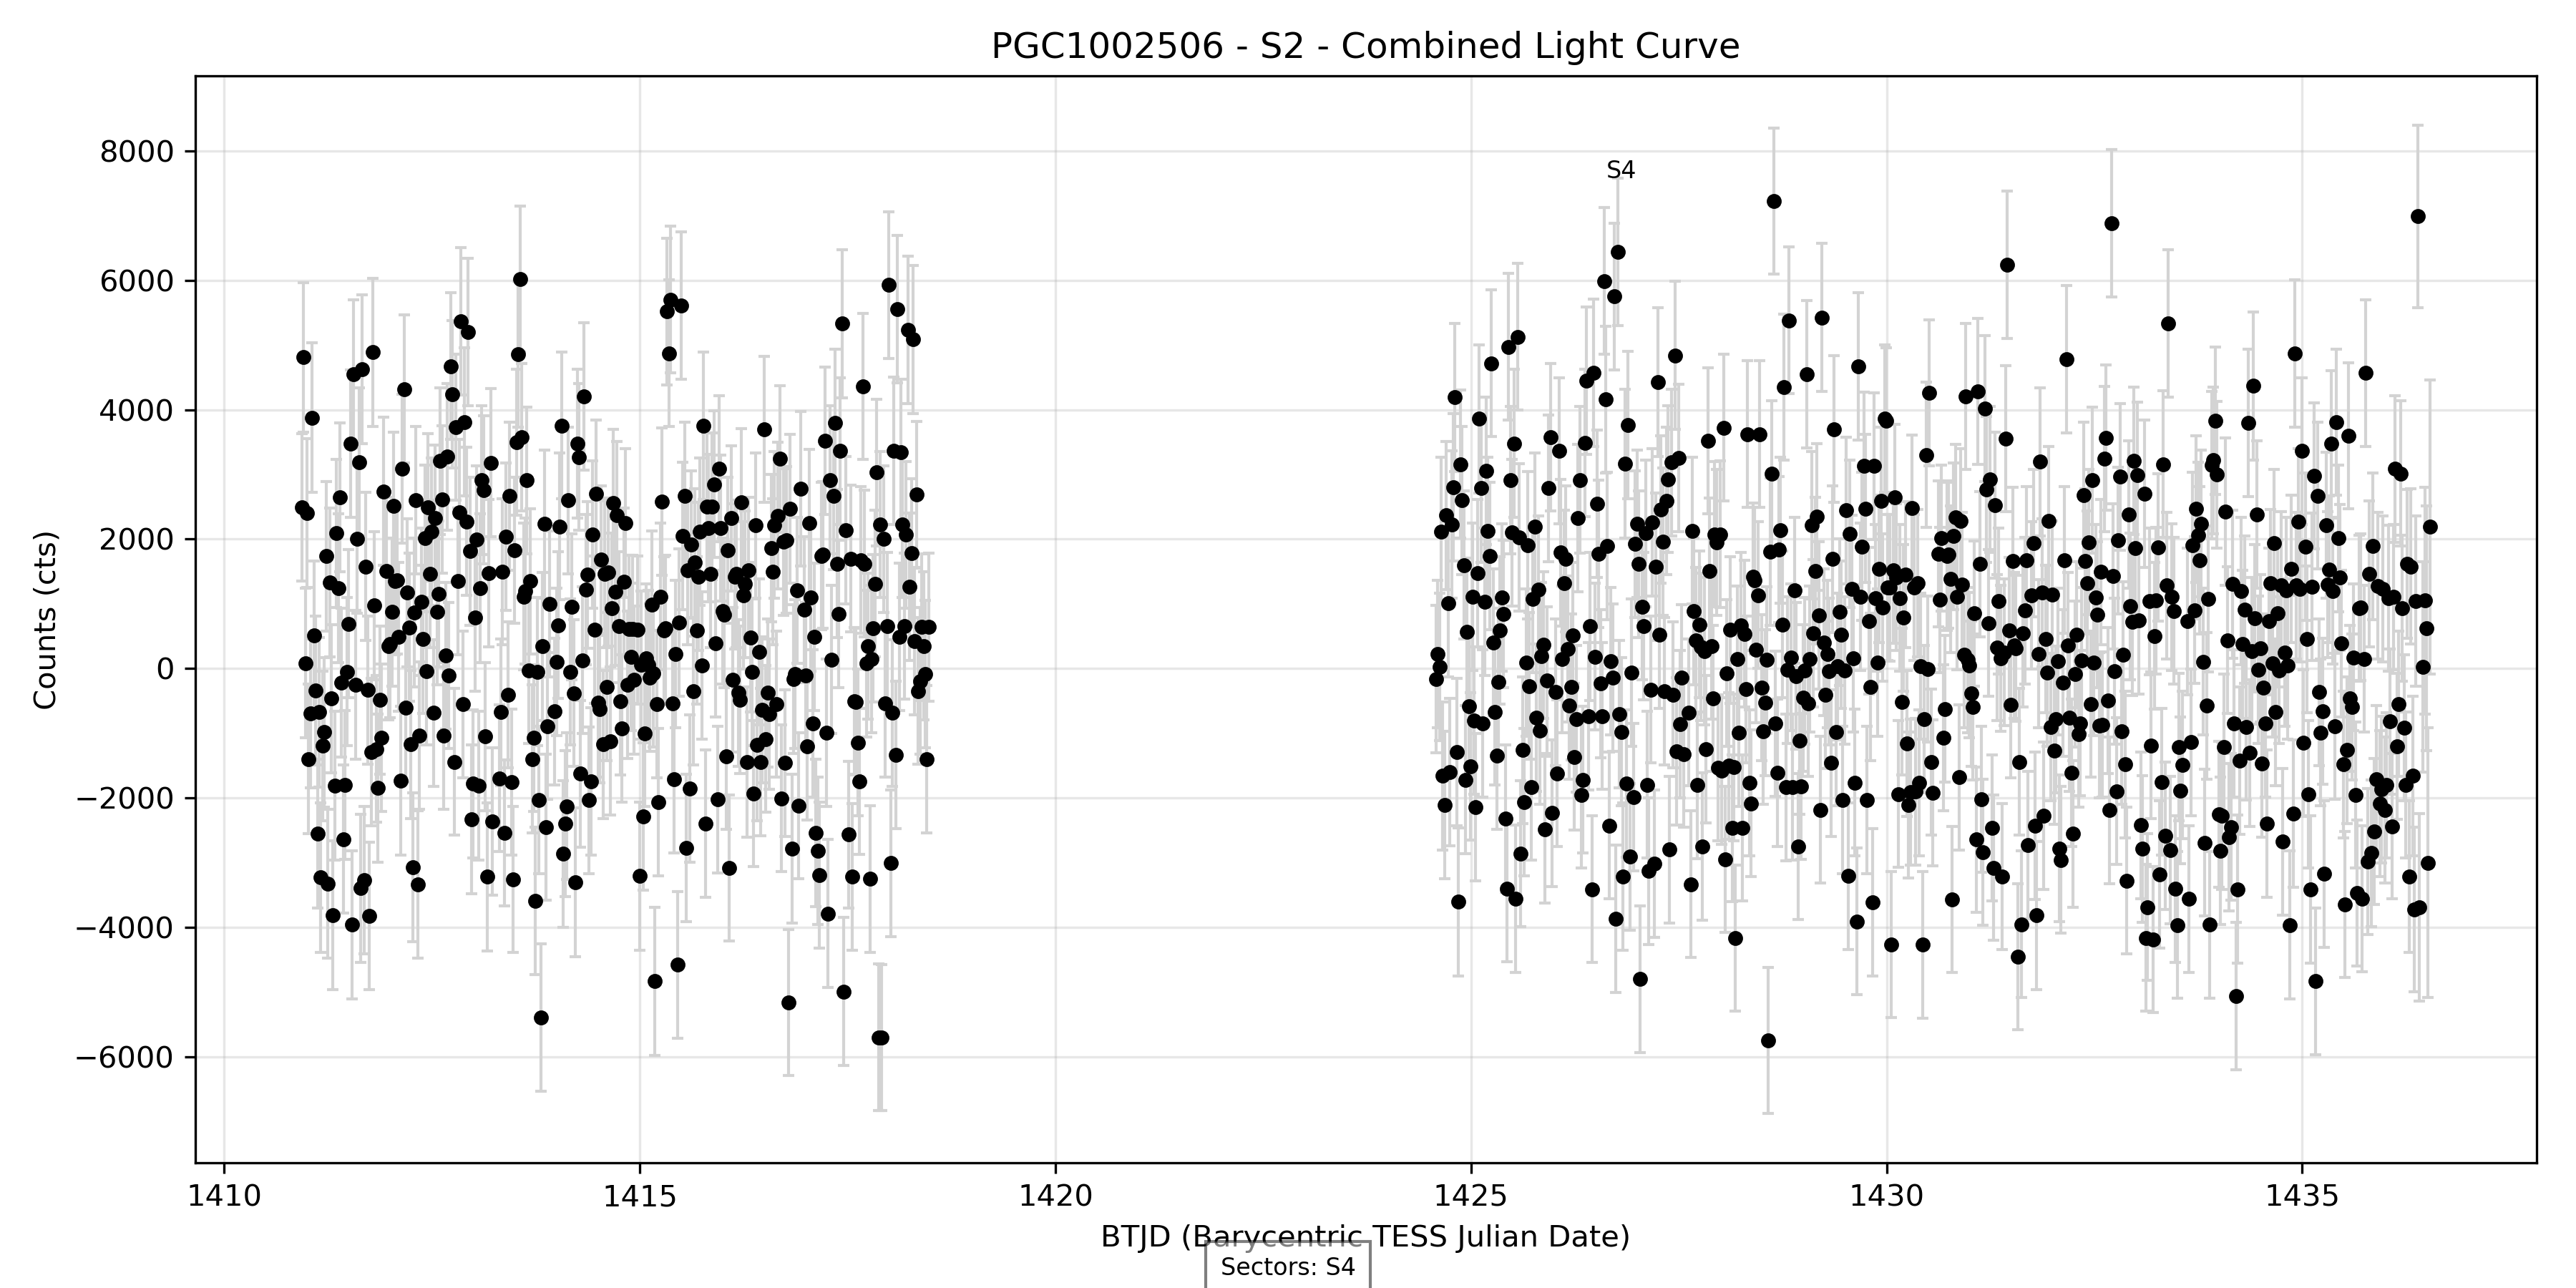 PGC1002506 - S2 - Combined Light Curve
Counts (cts)
8000
6000
4000
2000
0
−2000
−4000
−6000
S4
1410
1415
1420
1425
1430
1435
BTJD (Barycentric TESS Julian Date)
Sectors: S4